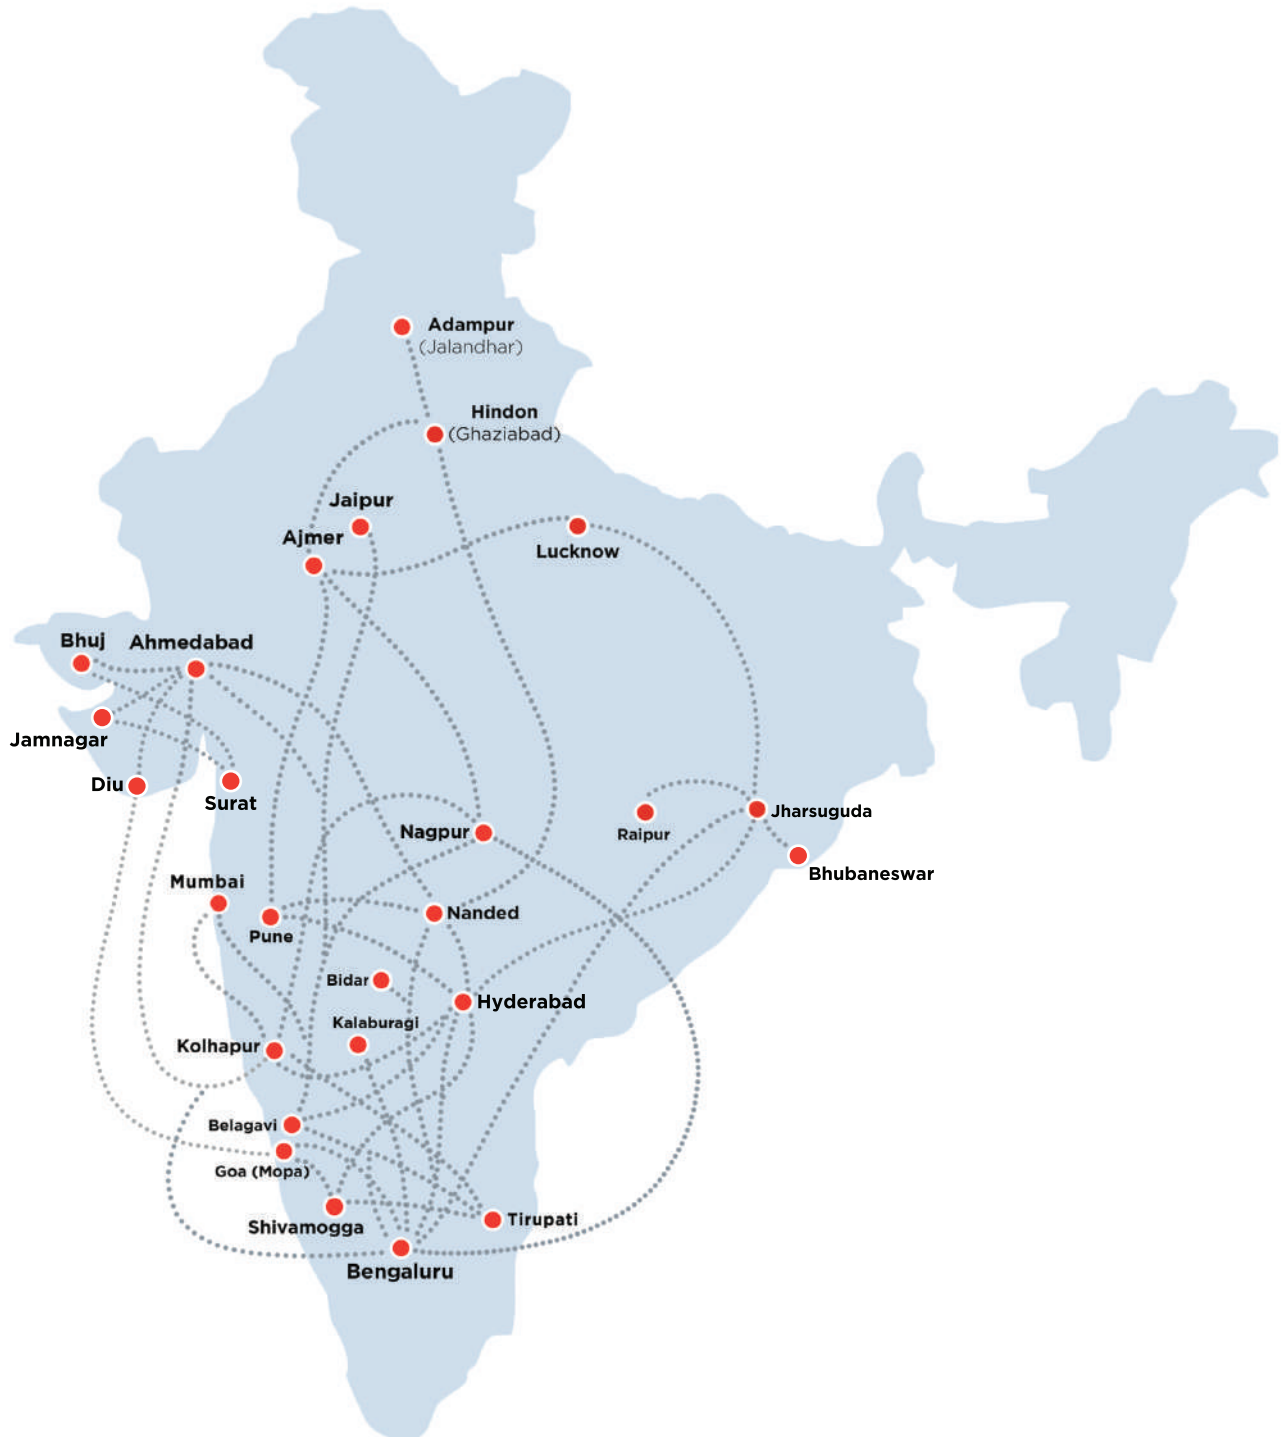 Adampur
(Jalandhar)
Hindon
(Ghaziabad)
Jaipur
Ajmer
Lucknow
Bhuj
Ahmedabad
Jamnagar
Diu
Surat
Nagpur
Raipur
Jharsuguda
Bhubaneswar
Mumbai
Pune
Nanded
Bidar
Hyderabad
Kalaburagi
Kolhapur
Belagavi
Goa (Mopa)
Shivamogga
Tirupati
Bengaluru